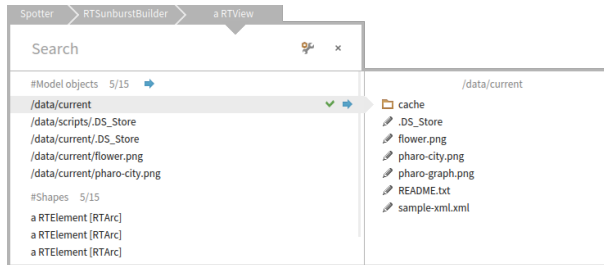 Spotter RTSunburstBuilder a RTView
Search
#Model objects 5/15
/data/current
/data/scripts/.DS_Store
/data/current/.DS_Store
/data/current/flower.png
/data/current/pharo-city.png
#Shapes 5/15
a RTElement [RTArc]
a RTElement [RTArc]
a RTElement [RTArc]
/data/current
cache
.DS_Store
flower.png
pharo-city.png
pharo-graph.png
README.txt
sample-xml.xml